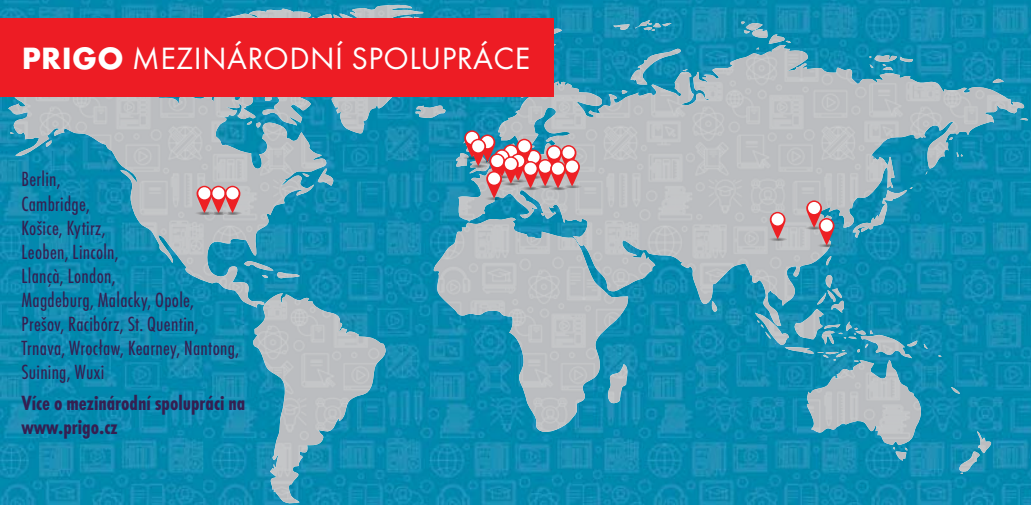 PRIGO MEZINÁRODNÍ SPOLUPRÁCE
Berlin,
Cambridge,
Košice, Kytirz,
Leoben, Lincoln,
Llançà, London,
Magdeburg, Malacky, Opole,
Prešov, Racibórz, St. Quentin,
Trnava, Wrocław, Kearney, Nantong,
Suining, Wuxi
Více o mezinárodní spolupráci na
www.prigo.cz